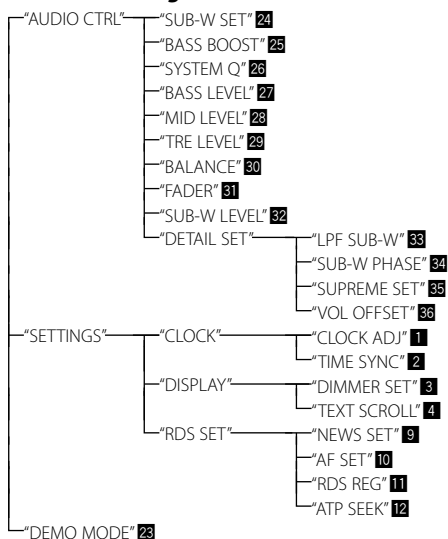 "AUDIO CTRL" "SUB-W SET" 24
"BASS BOOST" 25
"SYSTEM Q" 26
"BASS LEVEL" 27
"MID LEVEL" 28
"TRE LEVEL" 29
"BALANCE" 30
"FADER" 31
"SUB-W LEVEL" 32
"DETAIL SET" "LPF SUB-W" 33
"SUB-W PHASE" 34
"SUPREME SET" 35
"VOL OFFSET" 36
"SETTINGS" "CLOCK" "CLOCK ADJ" 1
"TIME SYNC" 2
"DISPLAY" "DIMMER SET" 3
"TEXT SCROLL" 4
"RDS SET" "NEWS SET" 9
"AF SET" 10
"RDS REG" 11
"ATP SEEK" 12
"DEMO MODE" 23